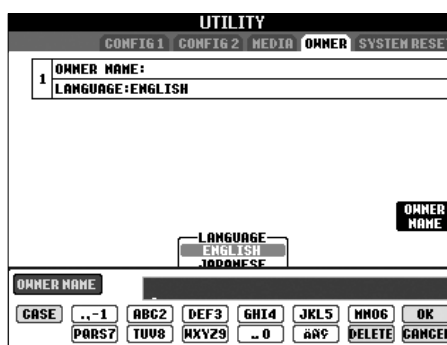 UTILITY
CONFIG 1 CONFIG 2 MEDIA OWNER SYSTEM RESE
1 OWNER NAME:
LANGUAGE:ENGLISH
OWNER
NAME
LANGUAGE
ENGLISH
JAPANESE
OWNER NAME
CASE .,-1 ABC2 DEF3 GHI4 JKL5 MNO6 OK
PQRS7 TUV8 WXYZ9 ␣0 äÑÇ DELETE CANCEL